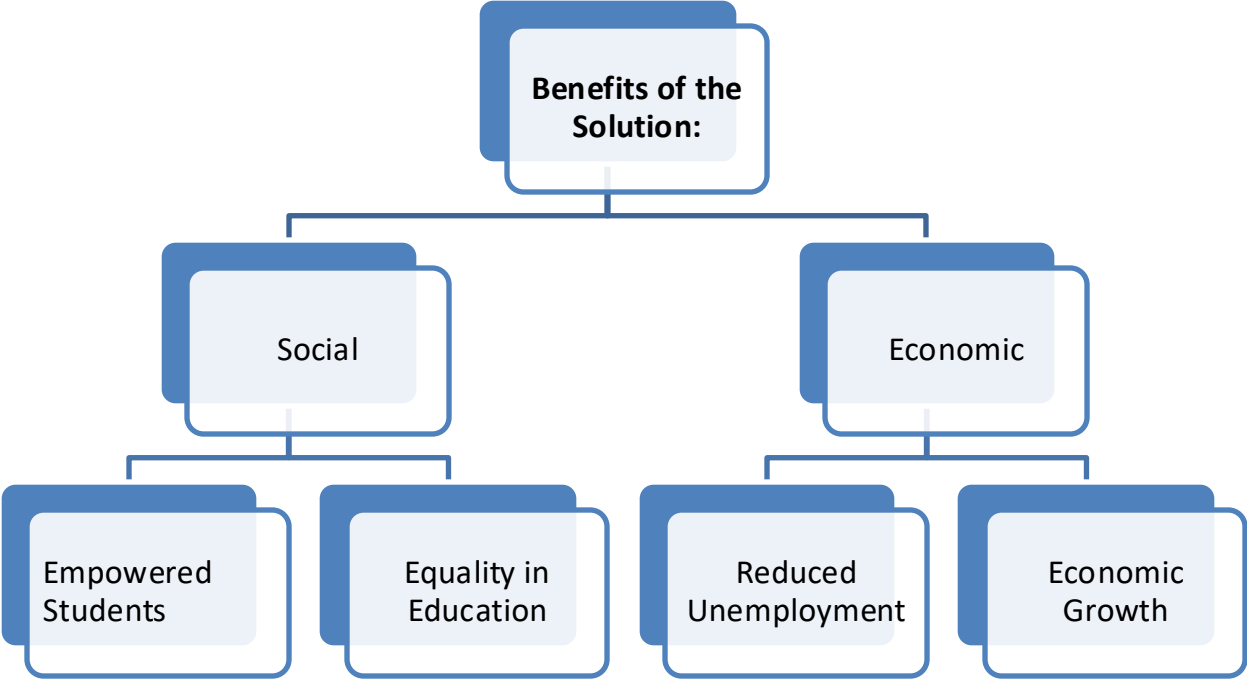 Benefits of the
Solution:
Social
Economic
Empowered
Students
Equality in
Education
Reduced
Unemployment
Economic
Growth